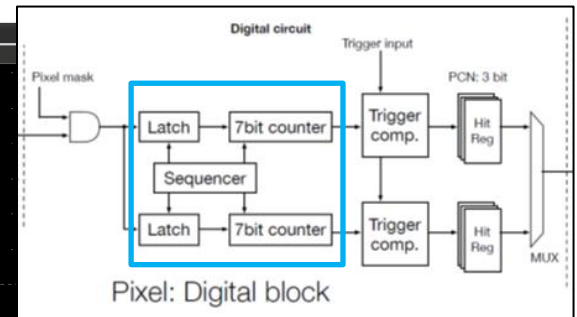 Digital circuit
Trigger input
Pixel mask
PCN: 3 bit
Latch
7bit counter
Trigger
comp.
Hit
Reg
Sequencer
Latch
7bit counter
Trigger
comp.
Hit
Reg
MUX
Pixel: Digital block